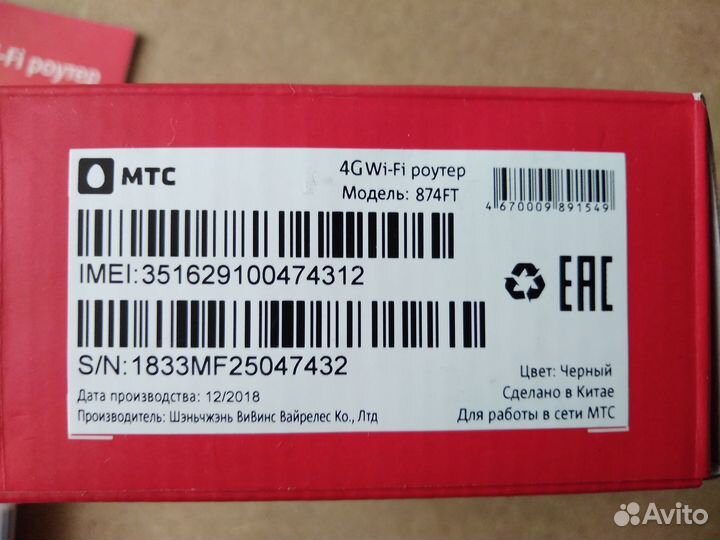 i-Fi роутер
МТС
4G Wi-Fi роутер
Модель: 874FT
4 670009 891549
IMEI:351629100474312
S/N:1833MF25047432
EAC
Дата производства: 12/2018
Производитель: Шэньчжэнь ВиВинс Вайрелес Ко., Лтд
Цвет: Черный
Сделано в Китае
Для работы в сети МТС
Avito